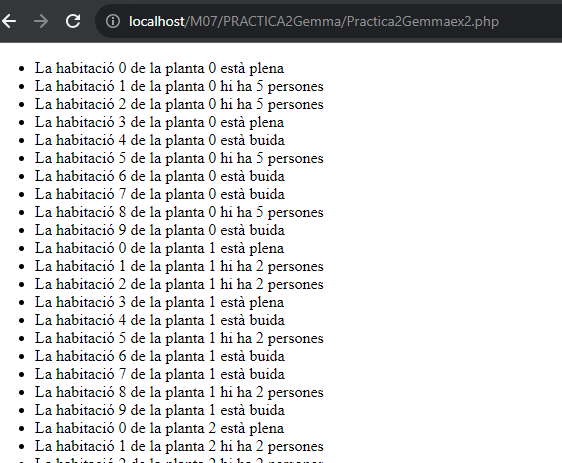 localhost/M07/PRACTICA2Gemma/Practica2Gemmaex2.php
La habitació 0 de la planta 0 està plena
La habitació 1 de la planta 0 hi ha 5 persones
La habitació 2 de la planta 0 hi ha 5 persones
La habitació 3 de la planta 0 està plena
La habitació 4 de la planta 0 està buida
La habitació 5 de la planta 0 hi ha 5 persones
La habitació 6 de la planta 0 està buida
La habitació 7 de la planta 0 està buida
La habitació 8 de la planta 0 hi ha 5 persones
La habitació 9 de la planta 0 està buida
La habitació 0 de la planta 1 està plena
La habitació 1 de la planta 1 hi ha 2 persones
La habitació 2 de la planta 1 hi ha 2 persones
La habitació 3 de la planta 1 està plena
La habitació 4 de la planta 1 està buida
La habitació 5 de la planta 1 hi ha 2 persones
La habitació 6 de la planta 1 està buida
La habitació 7 de la planta 1 està buida
La habitació 8 de la planta 1 hi ha 2 persones
La habitació 9 de la planta 1 està buida
La habitació 0 de la planta 2 està plena
La habitació 1 de la planta 2 hi ha 2 persones